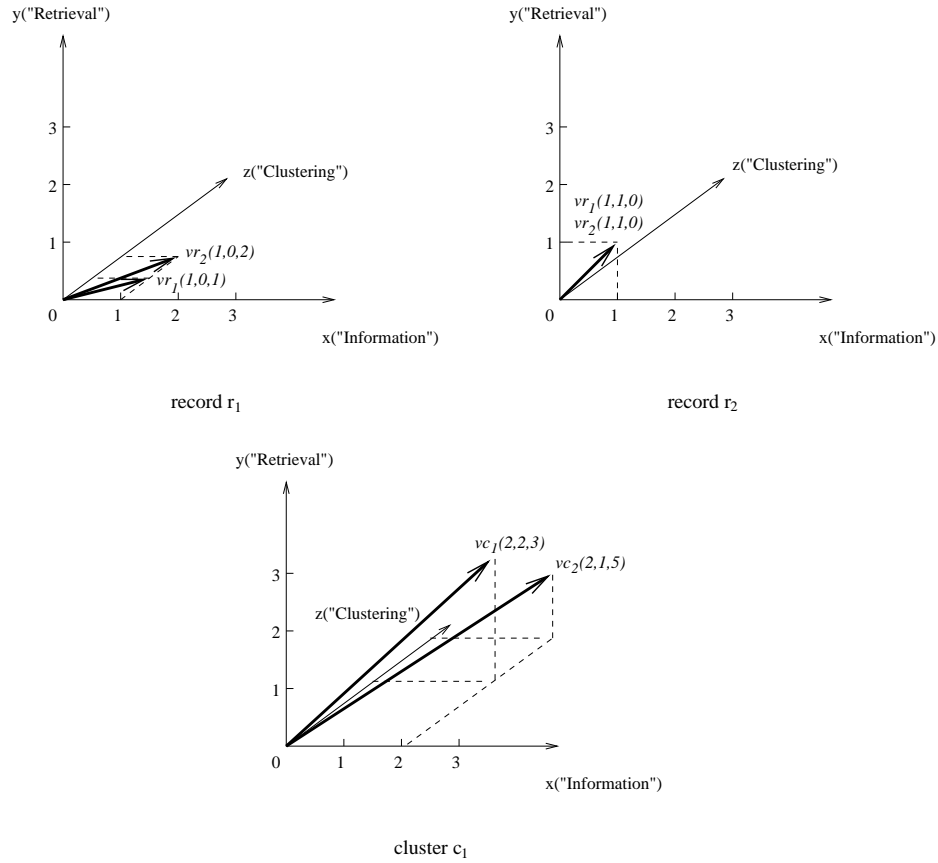 y("Retrieval")
3
2
1
0
1
2
3
z("Clustering")
vr2(1,0,2)
vr1(1,0,1)
x("Information")
record r1
y("Retrieval")
3
2
1
0
1
2
3
z("Clustering")
vr1(1,1,0)
vr2(1,1,0)
x("Information")
record r2
y("Retrieval")
3
2
1
0
1
2
3
vc1(2,2,3)
vc2(2,1,5)
z("Clustering")
x("Information")
cluster c1